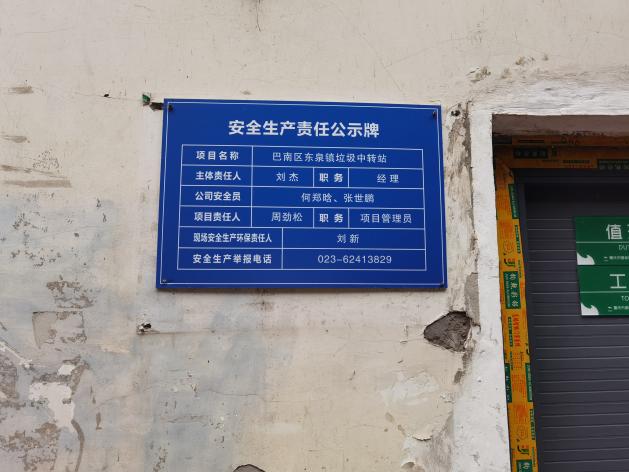 安全生产责任公示牌
项目名称 巴南区东泉镇垃圾中转站
主体责任人 刘杰 职务 经理
公司安全员 何郑晗、张世鹏
项目责任人 周劲松 职务 项目管理员
现场安全生产环保责任人 刘新
安全生产举报电话 023-62413829
值
DU
工
TO